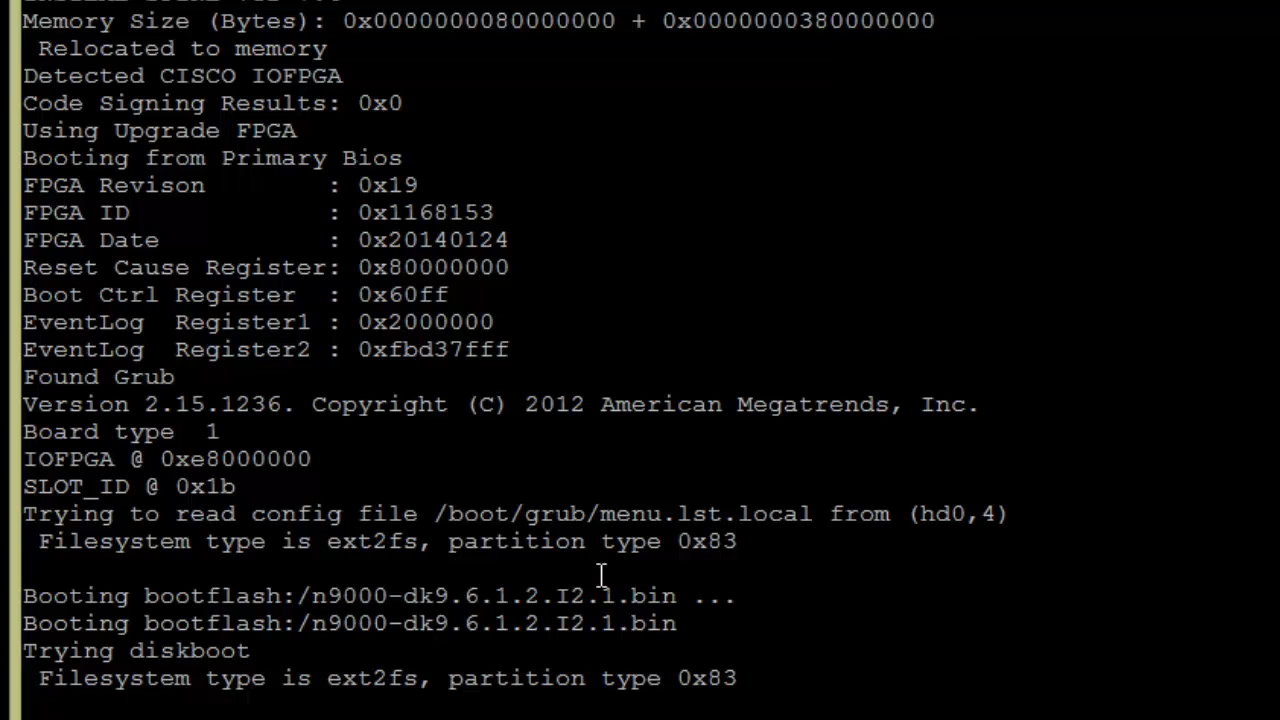 Memory Size (Bytes): 0x0000000080000000 + 0x0000000380000000
Relocated to memory
Detected CISCO IOFPGA
Code Signing Results: 0x0
Using Upgrade FPGA
Booting from Primary Bios
FPGA Revison        : 0x19
FPGA ID             : 0x1168153
FPGA Date           : 0x20140124
Reset Cause Register: 0x80000000
Boot Ctrl Register  : 0x60ff
EventLog  Register1 : 0x2000000
EventLog  Register2 : 0xfbd37fff
Found Grub
Version 2.15.1236. Copyright (C) 2012 American Megatrends, Inc.
Board type  1
IOFPGA @ 0xe8000000
SLOT_ID @ 0x1b
Trying to read config file /boot/grub/menu.lst.local from (hd0,4)
Filesystem type is ext2fs, partition type 0x83
Booting bootflash:/n9000-dk9.6.1.2.I2.1.bin ...
Booting bootflash:/n9000-dk9.6.1.2.I2.1.bin
Trying diskboot
Filesystem type is ext2fs, partition type 0x83